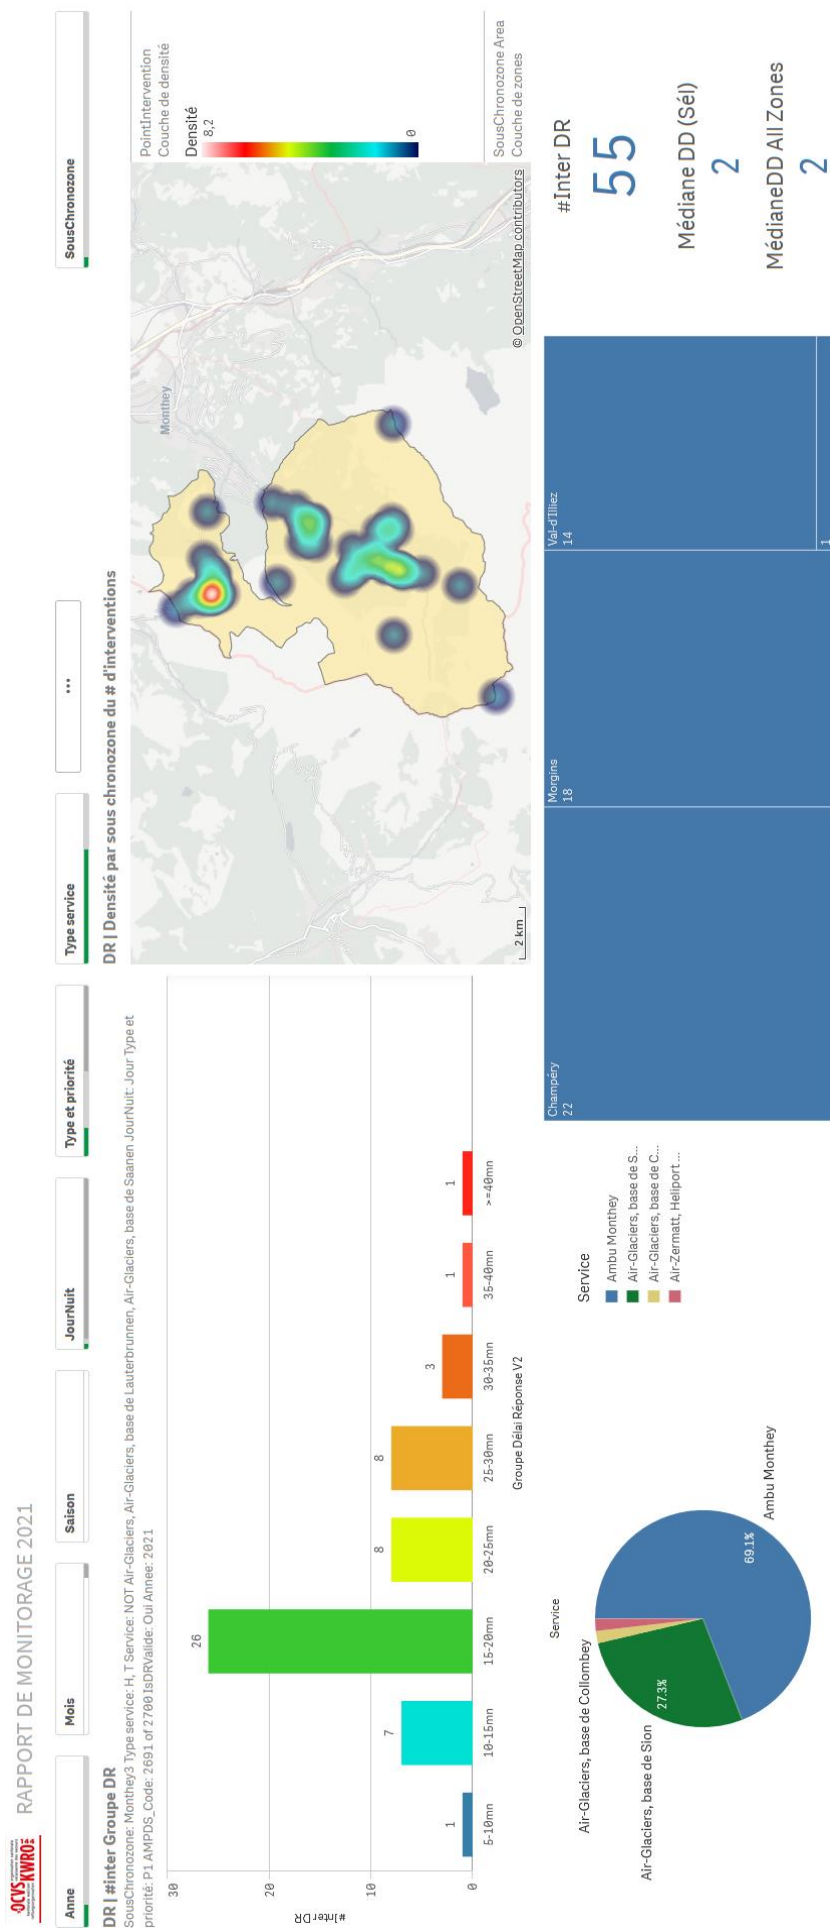 OCVS
KWRO
RAPPORT DE MONITORAGE 2021
Anne
Mois
Saison
JourNuit
Type et priorité
Type service
...
SousChronozone
DR | #inter Groupe DR
SousChronozone: Monthey3 Type service: H, T Service: NOT Air-Glaciers, Air-Glaciers, base de Lauterbrunnen, Air-Glaciers, base de Saanen JourNuit: Jour Type et
priorité: P1 AMPDS_Code: 2691 of 2700 IsDRValide: Oui Annee: 2021
#Inter DR
30
20
10
0
1
7
26
8
8
3
1
1
5-10mn
10-15mn
15-20mn
20-25mn
25-30mn
30-35mn
35-40mn
>=40mn
Groupe Délai Réponse V2
DR | Densité par sous chronozone du # d'interventions
Monthey
2 km
© OpenStreetMap contributors
PointIntervention
Couche de densité
Densité
8,2
0
SousChronozone Area
Couche de zones
Service
Air-Glaciers, base de Collombey
Air-Glaciers, base de Sion
27.3%
69.1%
Ambu Monthey
Service
Ambu Monthey
Air-Glaciers, base de S...
Air-Glaciers, base de C...
Air-Zermatt, Heliport ...
Champéry
22
Morgins
18
Val-d'Illiez
14
1
#Inter DR
55
Médiane DD (Sél)
2
MédianeDD All Zones
2